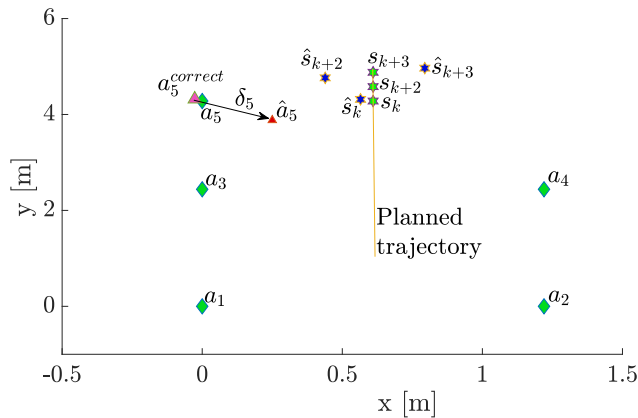 6
ŝ_{k+2}
s_{k+3}
ŝ_{k+3}
a_5^{correct}
δ_5
s_{k+2}
4
a_5
â_5
ŝ_k
s_k
y [m]
a_3
a_4
2
Planned
trajectory
a_1
a_2
0
-0.5
0
0.5
1
1.5
x [m]